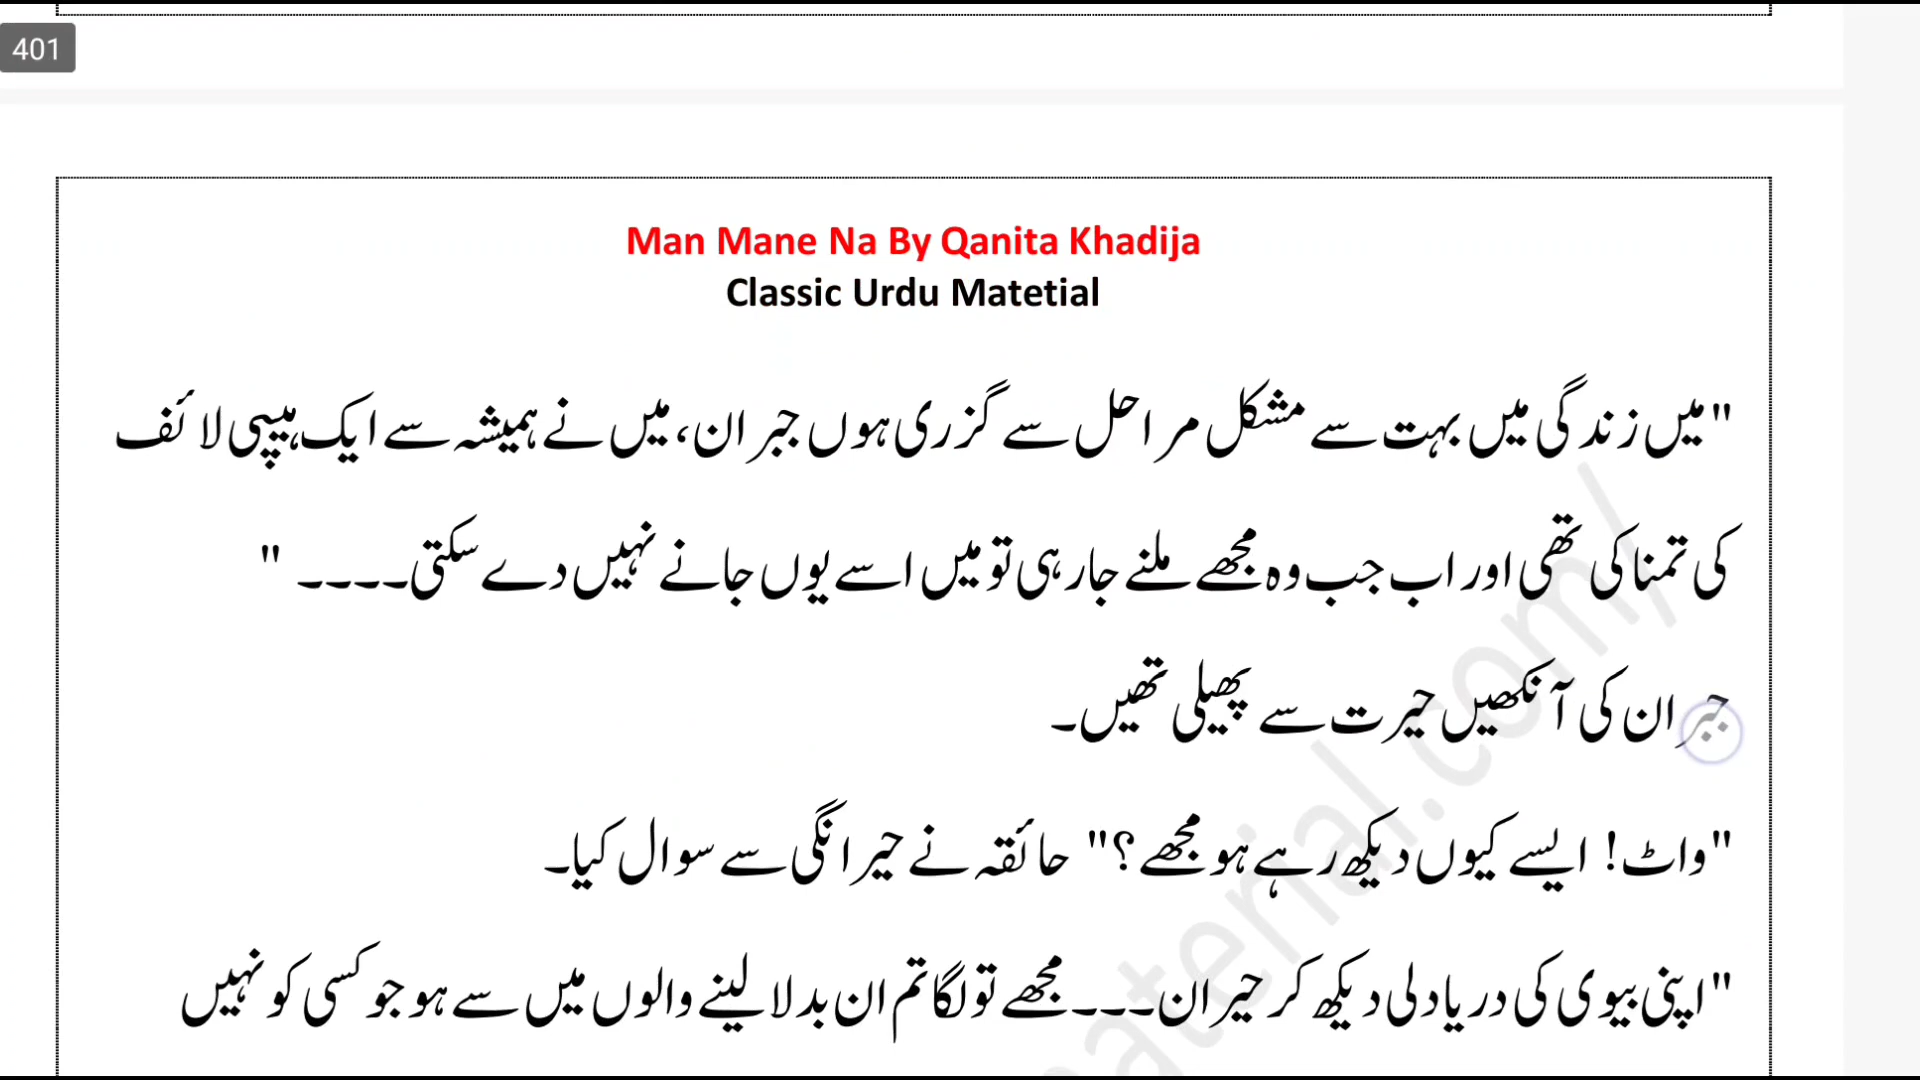 401
Man Mane Na By Qanita Khadija
Classic Urdu Matetial
"میں زندگی میں بہت سے مشکل مراحل سے گزری ہوں جبران، میں نے ہمیشہ سے ایک ہیپی لائف
کی تمنا کی تھی اور اب جب وہ مجھے ملنے جارہی تو میں اسے یوں جانے نہیں دے سکتی۔۔۔۔ "
جبران کی آنکھیں حیرت سے پھیلی تھیں۔
"واٹ! ایسے کیوں دیکھ رہے ہو مجھے؟" حائقہ نے حیرانگی سے سوال کیا۔
"اپنی بیوی کی دریادلی دیکھ کر حیران۔۔۔ مجھے تو لگا تم ان بدلا لینے والوں میں سے ہو جو کسی کو نہیں
material.com/